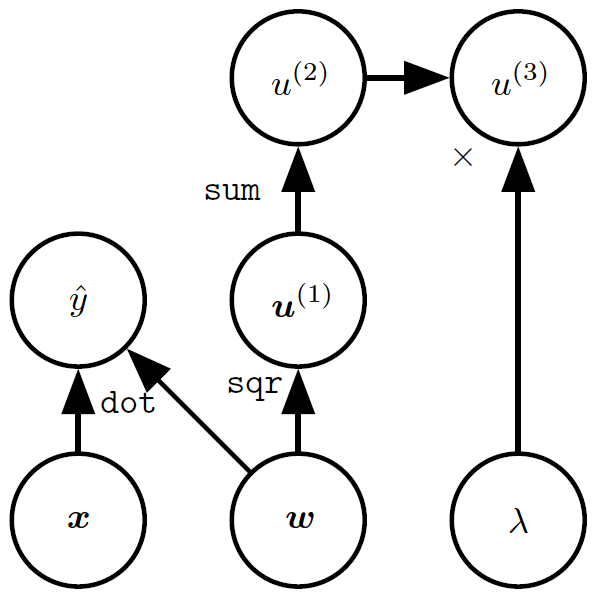 u⁽²⁾ u⁽³⁾
×
sum
ŷ u⁽¹⁾
sqr
dot
x w λ